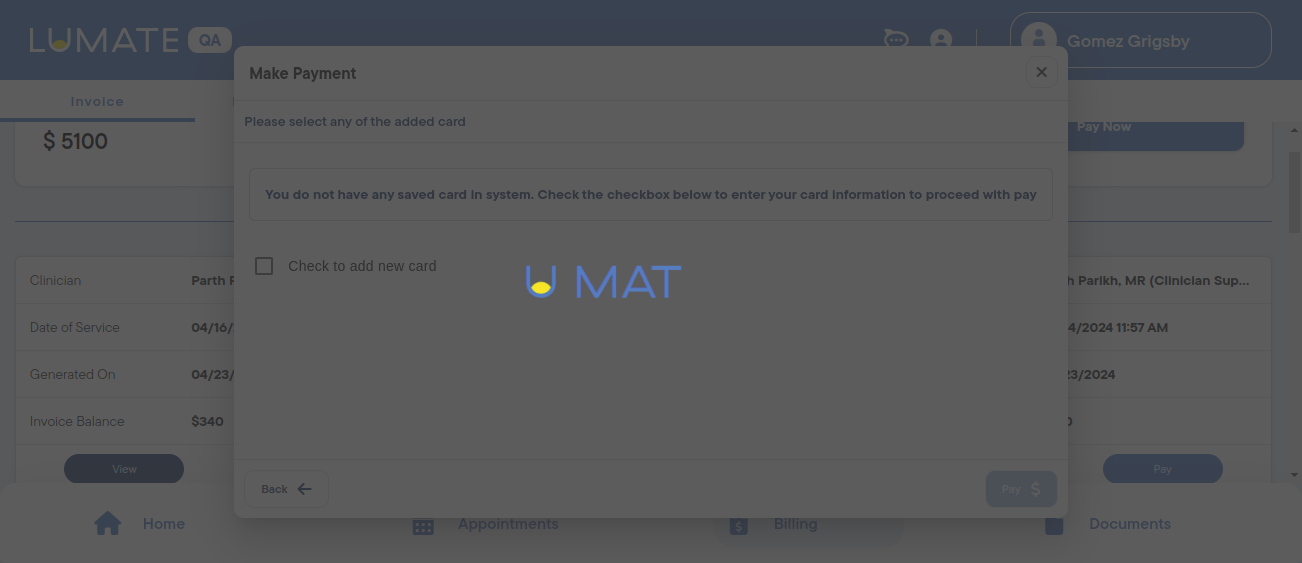 LUMATE QA
Gomez Grigsby
Make Payment
Invoice
Please select any of the added card
$ 5100
Pay Now
You do not have any saved card in system. Check the checkbox below to enter your card information to proceed with pay
Check to add new card
U MAT
Clinician
Parth P
h Parikh, MR (Clinician Sup...
Date of Service
04/16/
4/2024 11:57 AM
Generated On
04/23/
23/2024
Invoice Balance
$340
0
View
Pay
Back
Pay $
Home
Appointments
Billing
Documents